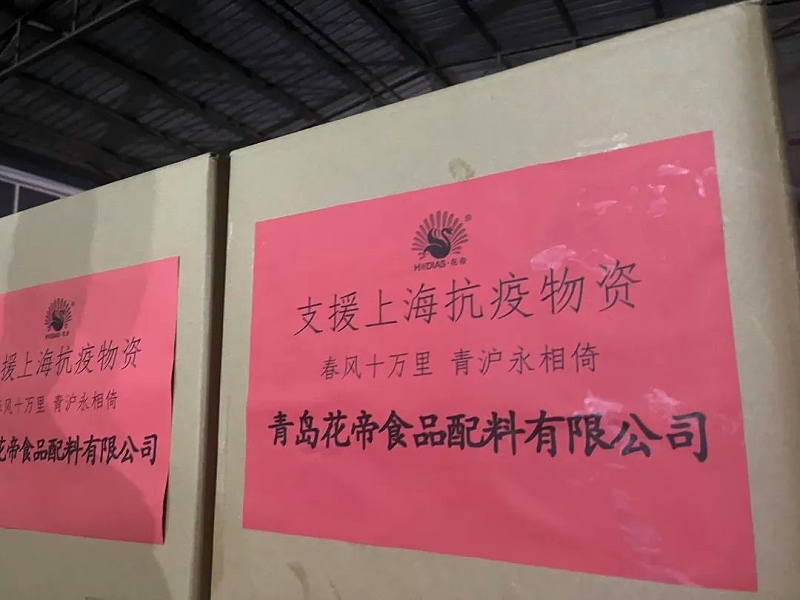 援上海抗疫物资
风十万里 青沪永相倚
花帝食品配料有限公司
HODIAS·花帝
支援上海抗疫物资
春风十万里 青沪永相倚
青岛花帝食品配料有限公司